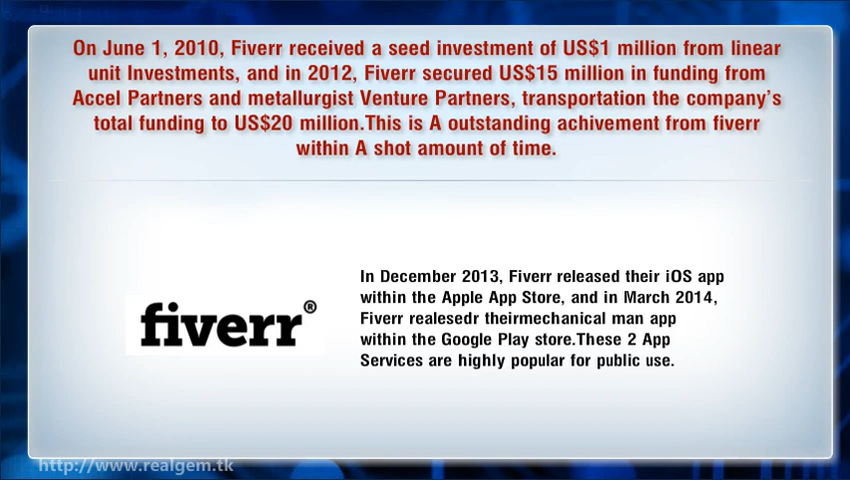 On June 1, 2010, Fiverr received a seed investment of US$1 million from linear
unit Investments, and in 2012, Fiverr secured US$15 million in funding from
Accel Partners and metallurgist Venture Partners, transportation the company's
total funding to US$20 million.This is A outstanding achivement from fiverr
within A shot amount of time.
fiverr®
In December 2013, Fiverr released their iOS app
within the Apple App Store, and in March 2014,
Fiverr realesedr theirmechanical man app
within the Google Play store.These 2 App
Services are highly popular for public use.
http://www.realgem.tk